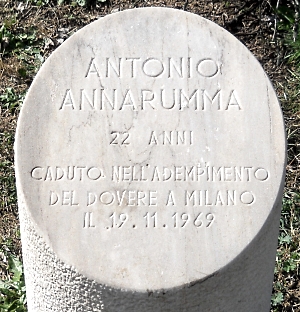 ANTONIO
ANNARUMMA
22 ANNI
CADUTO NELL'ADEMPIMENTO
DEL DOVERE A MILANO
IL 19.11.1969